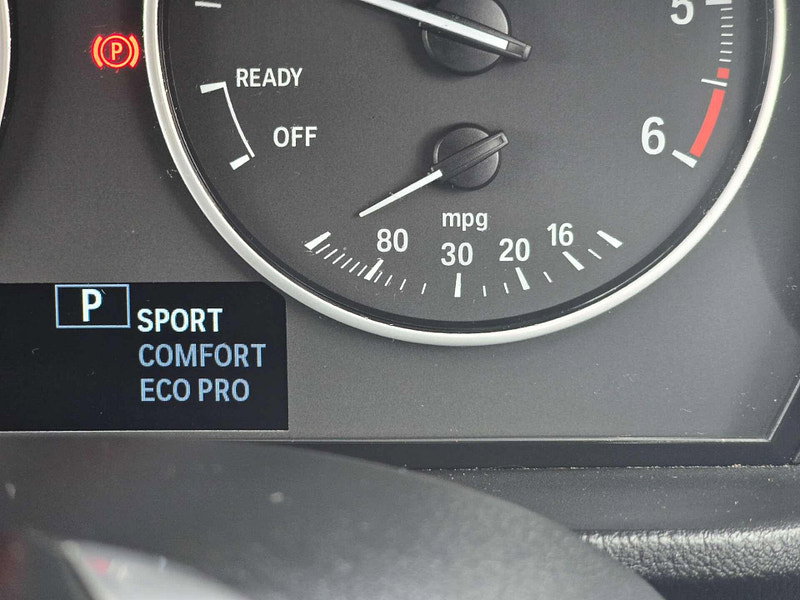 5
P
READY
OFF
6
mpg
80 30 20 16
P
SPORT
COMFORT
ECO PRO